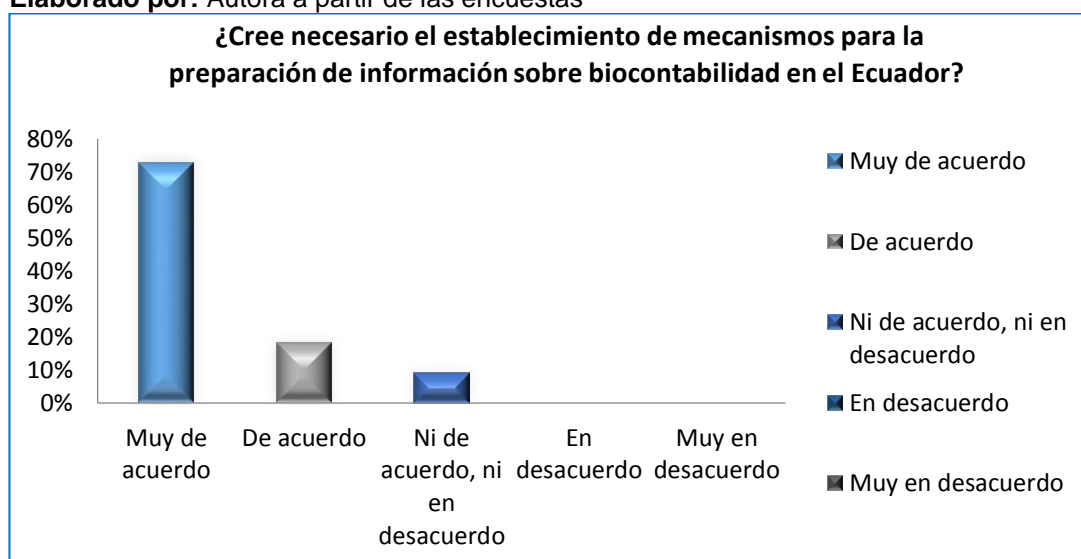 Elaborado por: Autora a partir de las encuestas
¿Cree necesario el establecimiento de mecanismos para la
preparación de información sobre biocontabilidad en el Ecuador?
80%
70%
60%
50%
40%
30%
20%
10%
0%
Muy de
acuerdo
De acuerdo
Ni de
acuerdo, ni
en
desacuerdo
En
desacuerdo
Muy en
desacuerdo
Muy de acuerdo
De acuerdo
Ni de acuerdo, ni en
desacuerdo
En desacuerdo
Muy en desacuerdo